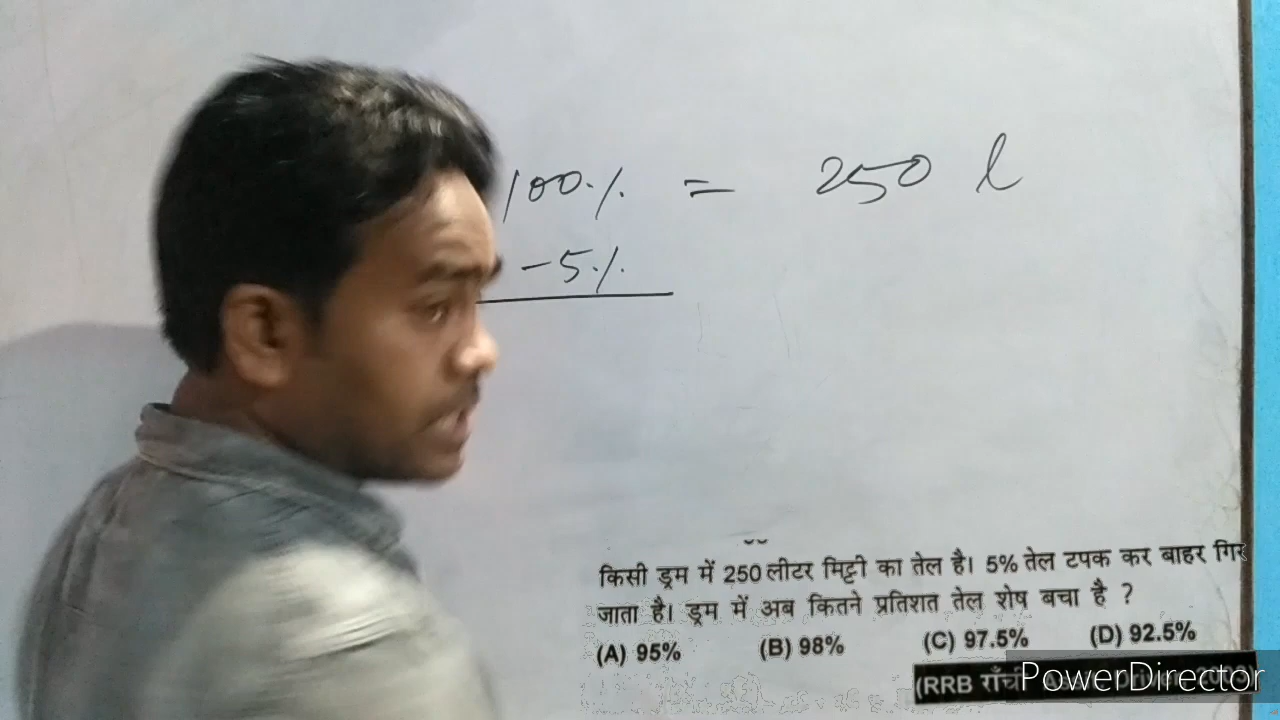 100% = 250 l
-5%
किसी ड्रम में 250 लीटर मिट्टी का तेल है। 5% तेल टपक कर बाहर गिर
जाता है। ड्रम में अब कितने प्रतिशत तेल शेष बचा है ?
(A) 95% (B) 98% (C) 97.5% (D) 92.5%
(RRB राँची
PowerDirector